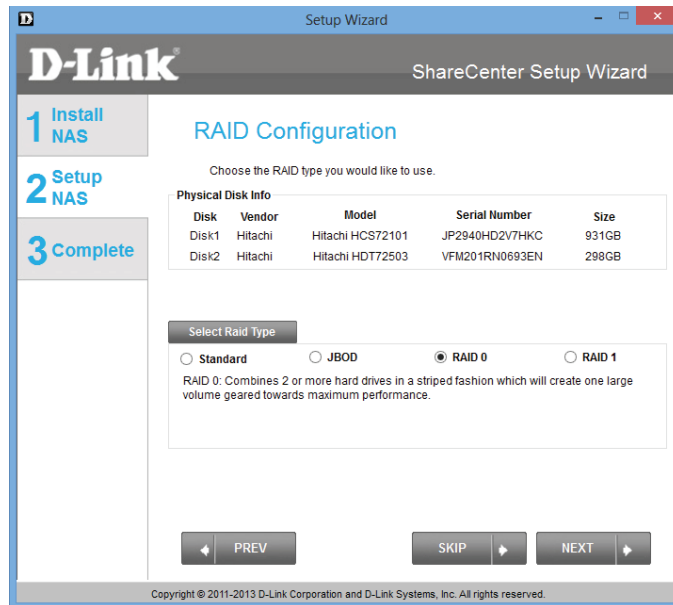 Setup Wizard
D-Link®
ShareCenter Setup Wizard
1 Install NAS
2 Setup NAS
3 Complete
RAID Configuration
Choose the RAID type you would like to use.
Physical Disk Info
Disk Vendor Model Serial Number Size
Disk1 Hitachi Hitachi HCS72101 JP2940HD2V7HKC 931GB
Disk2 Hitachi Hitachi HDT72503 VFM201RN0693EN 298GB
Select Raid Type
Standard JBOD RAID 0 RAID 1
RAID 0: Combines 2 or more hard drives in a striped fashion which will create one large
volume geared towards maximum performance.
PREV SKIP NEXT
Copyright © 2011-2013 D-Link Corporation and D-Link Systems, Inc. All rights reserved.